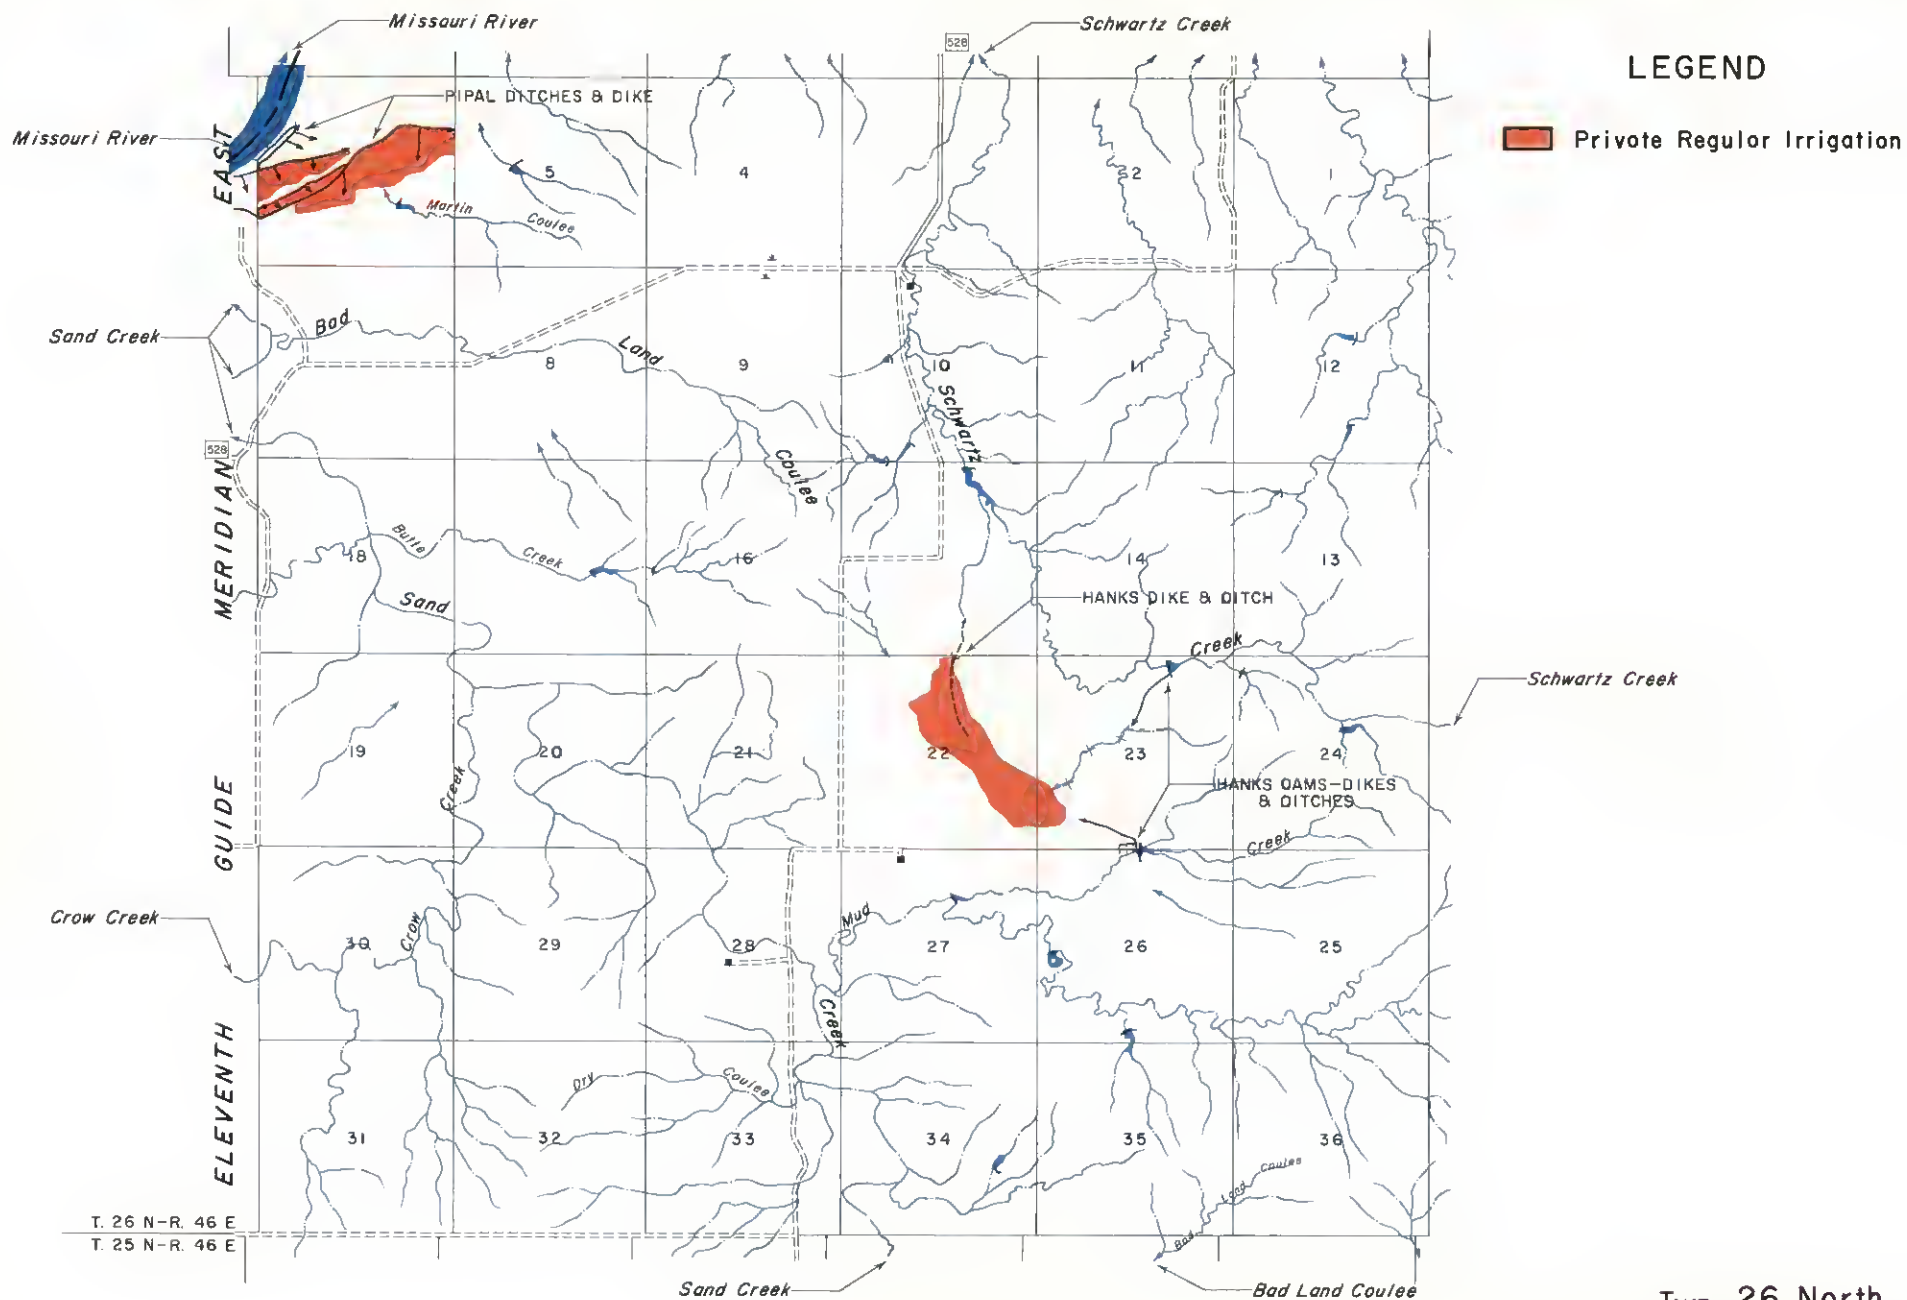 Missouri River
Schwartz Creek
528
LEGEND
PIPAL DITCHES & DIKE
Missouri River
Private Regular Irrigation
EAST
5
4
2
1
Martin
Coulee
Sand Creek
Bad
Land
8
9
10
11
12
Schwartz
Coulee
528
MERIDIAN
Butte
Creek
18
16
14
13
Sand
HANKS DIKE & DITCH
Creek
Schwartz Creek
19
20
21
22
23
24
Creek
HANKS DAMS-DIKES
& DITCHES
GUIDE
Creek
Crow Creek
Crow
Mud
30
29
28
27
26
25
Creek
ELEVENTH
Dry
Coulee
31
32
33
34
35
36
Coulee
Land
Bad
T. 26 N-R. 46 E
T. 25 N-R. 46 E
Sand Creek
Bad Land Coulee
26 North